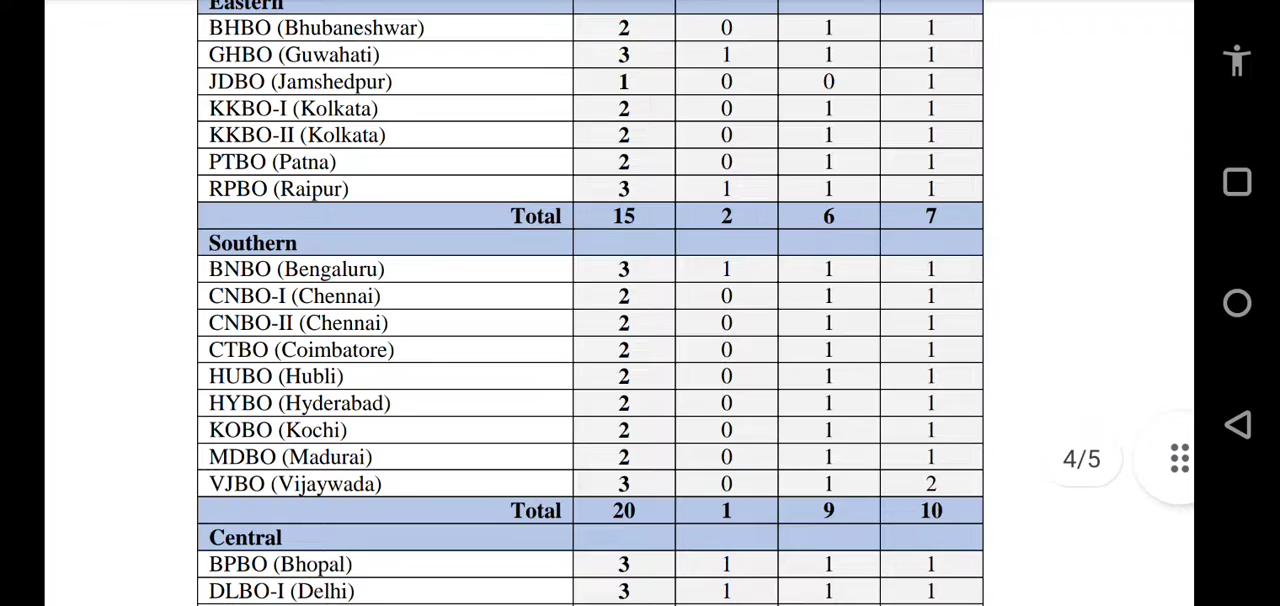 Eastern
BHBO (Bhubaneshwar) 2 0 1 1
GHBO (Guwahati) 3 1 1 1
JDBO (Jamshedpur) 1 0 0 1
KKBO-I (Kolkata) 2 0 1 1
KKBO-II (Kolkata) 2 0 1 1
PTBO (Patna) 2 0 1 1
RPBO (Raipur) 3 1 1 1
Total 15 2 6 7
Southern
BNBO (Bengaluru) 3 1 1 1
CNBO-I (Chennai) 2 0 1 1
CNBO-II (Chennai) 2 0 1 1
CTBO (Coimbatore) 2 0 1 1
HUBO (Hubli) 2 0 1 1
HYBO (Hyderabad) 2 0 1 1
KOBO (Kochi) 2 0 1 1
MDBO (Madurai) 2 0 1 1
VJBO (Vijaywada) 3 0 1 2
Total 20 1 9 10
Central
BPBO (Bhopal) 3 1 1 1
DLBO-I (Delhi) 3 1 1 1
4/5